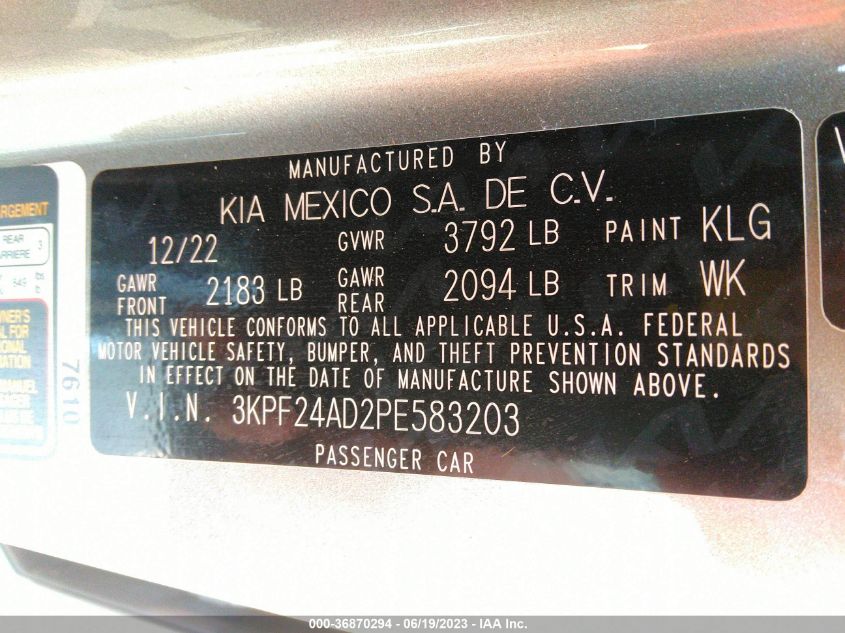 MANUFACTURED BY
KIA MEXICO S.A. DE C.V.
12/22 GVWR 3792 LB PAINT KLG
GAWR FRONT 2183 LB GAWR REAR 2094 LB TRIM WK
THIS VEHICLE CONFORMS TO ALL APPLICABLE U.S.A. FEDERAL
MOTOR VEHICLE SAFETY, BUMPER, AND THEFT PREVENTION STANDARDS
IN EFFECT ON THE DATE OF MANUFACTURE SHOWN ABOVE.
V.I.N. 3KPF24AD2PE583203
PASSENGER CAR
REAR 3
7610
000-36870294 - 06/19/2023 - IAA Inc.